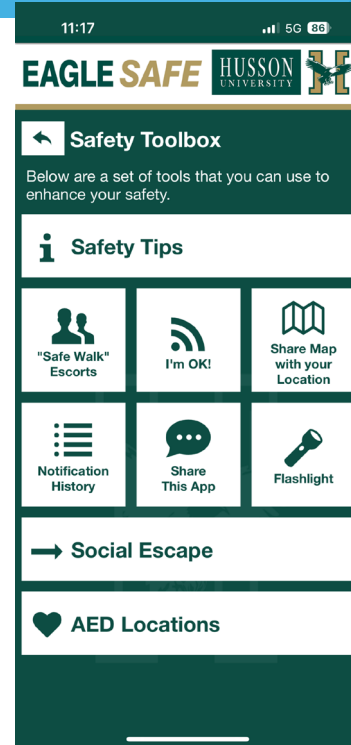 11:17 5G 86
EAGLE SAFE HUSSON
UNIVERSITY
Safety Toolbox
Below are a set of tools that you can use to
enhance your safety.
Safety Tips
"Safe Walk"
Escorts
I'm OK!
Share Map
with your
Location
Notification
History
Share
This App
Flashlight
Social Escape
AED Locations